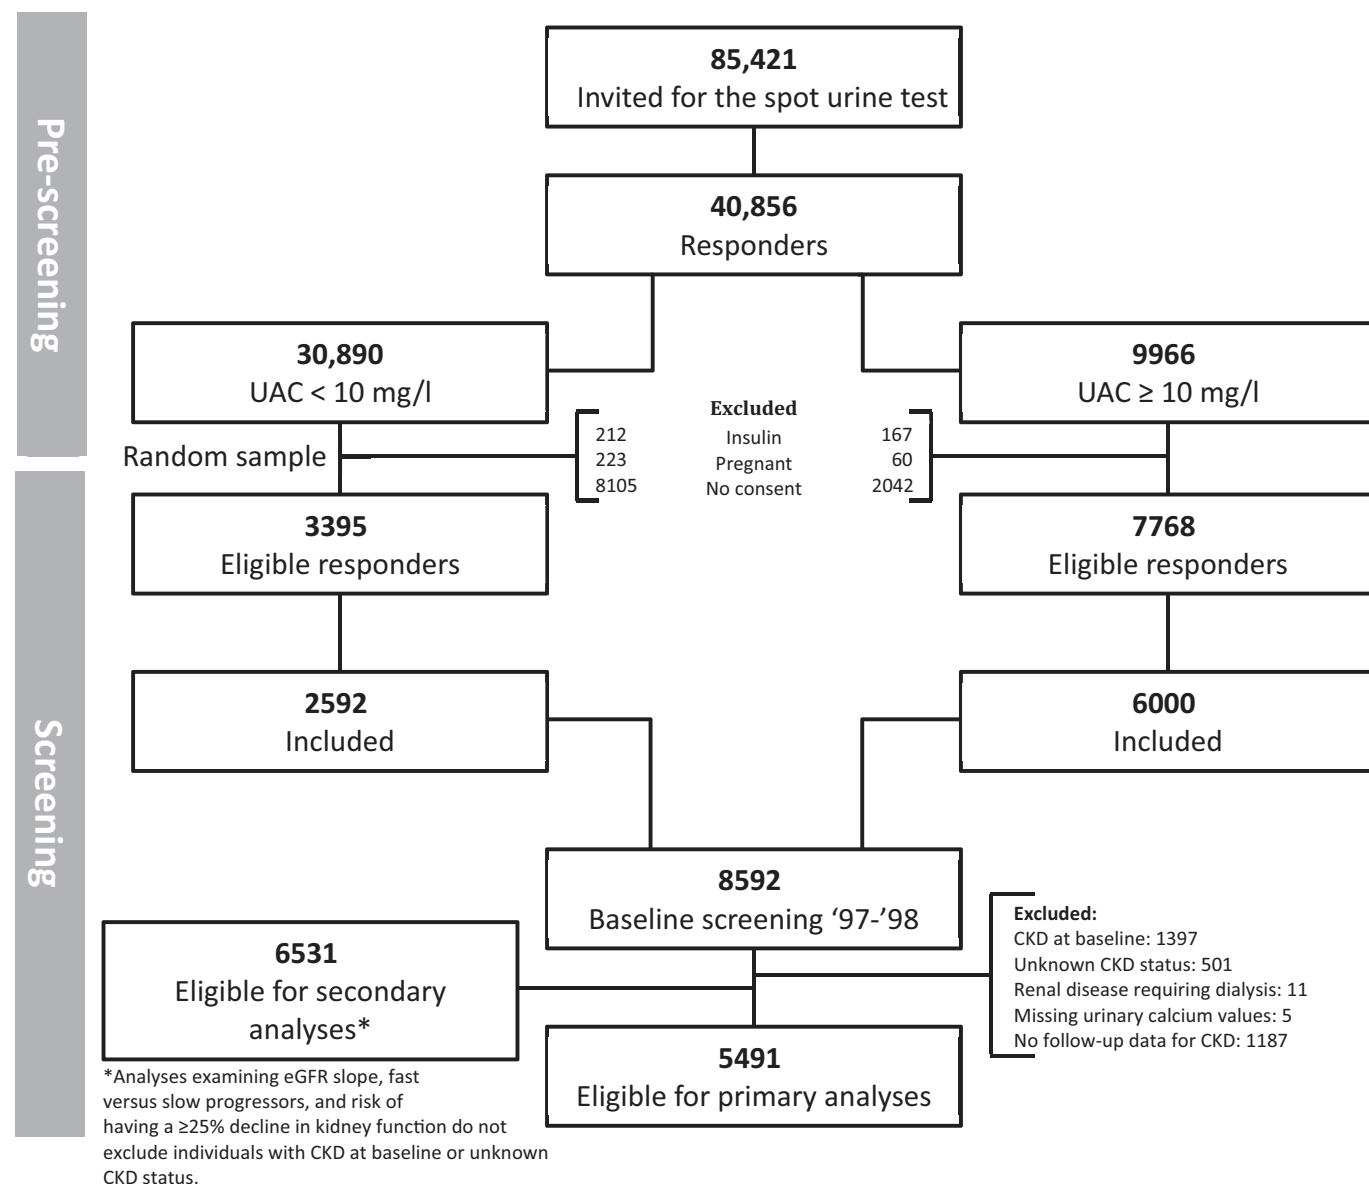 Pre-screening
85,421
Invited for the spot urine test
40,856
Responders
30,890
UAC < 10 mg/l
9966
UAC ≥ 10 mg/l
Excluded
212 Insulin 167
223 Pregnant 60
8105 No consent 2042
Random sample
Screening
3395
Eligible responders
7768
Eligible responders
2592
Included
6000
Included
8592
Baseline screening ‘97-’98
Excluded:
CKD at baseline: 1397
Unknown CKD status: 501
Renal disease requiring dialysis: 11
Missing urinary calcium values: 5
No follow-up data for CKD: 1187
6531
Eligible for secondary
analyses*
5491
Eligible for primary analyses
*Analyses examining eGFR slope, fast
versus slow progressors, and risk of
having a ≥25% decline in kidney function do not
exclude individuals with CKD at baseline or unknown
CKD status.